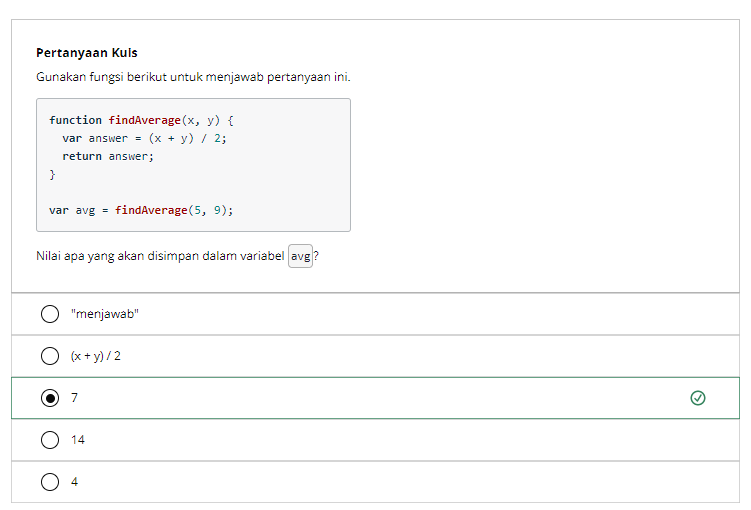 Pertanyaan Kuis
Gunakan fungsi berikut untuk menjawab pertanyaan ini.
function findAverage(x, y) {
  var answer = (x + y) / 2;
  return answer;
}
var avg = findAverage(5, 9);
Nilai apa yang akan disimpan dalam variabel avg?
"menjawab"
(x + y) / 2
7
14
4